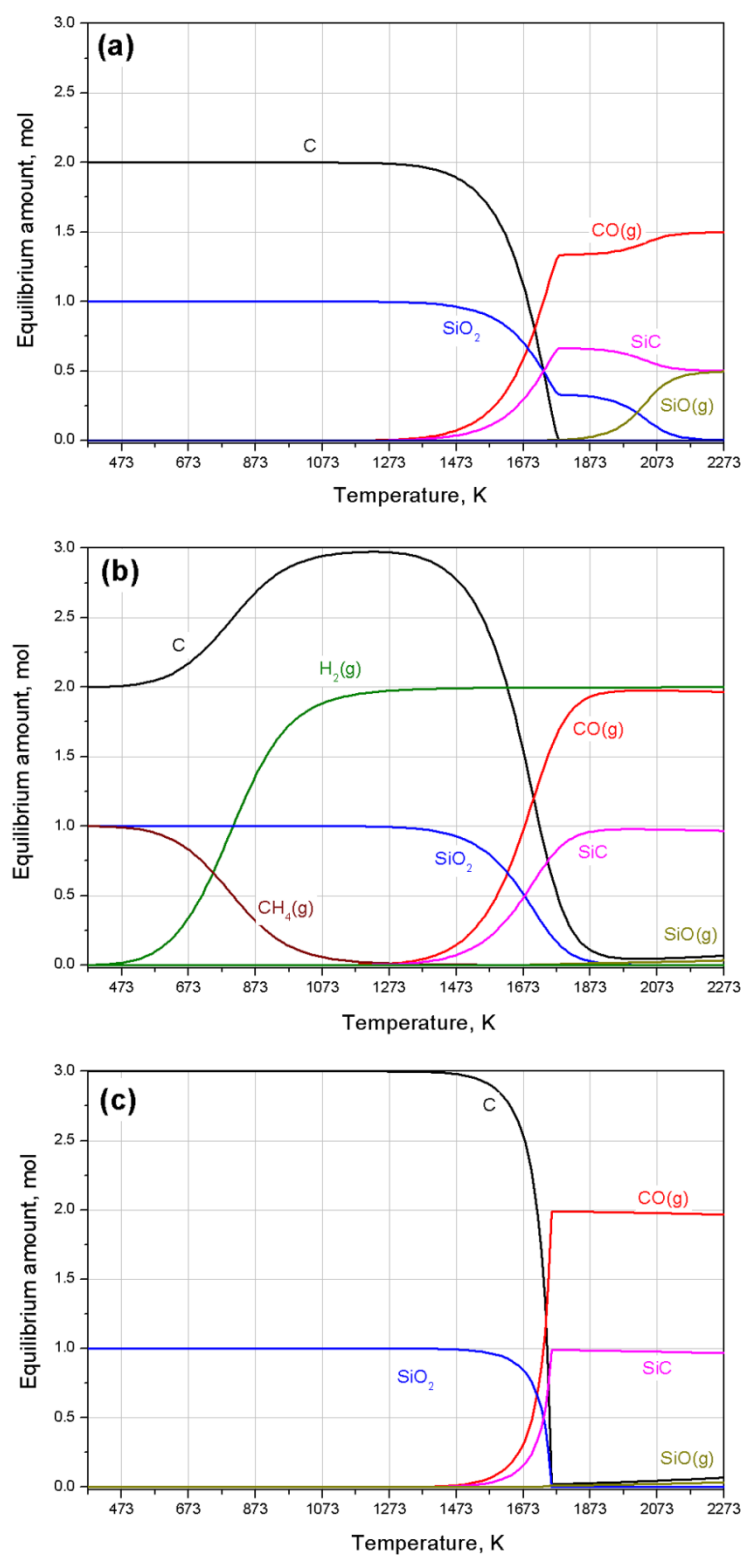 (a)
3.0
2.5
2.0
1.5
1.0
0.5
0.0
Equilibrium amount, mol
C
CO(g)
SiO₂
SiC
SiO(g)
473 673 873 1073 1273 1473 1673 1873 2073 2273
Temperature, K
(b)
3.0
2.5
2.0
1.5
1.0
0.5
0.0
Equilibrium amount, mol
C
H₂(g)
CO(g)
SiO₂
SiC
CH₄(g)
SiO(g)
473 673 873 1073 1273 1473 1673 1873 2073 2273
Temperature, K
(c)
3.0
2.5
2.0
1.5
1.0
0.5
0.0
Equilibrium amount, mol
C
CO(g)
SiO₂
SiC
SiO(g)
473 673 873 1073 1273 1473 1673 1873 2073 2273
Temperature, K